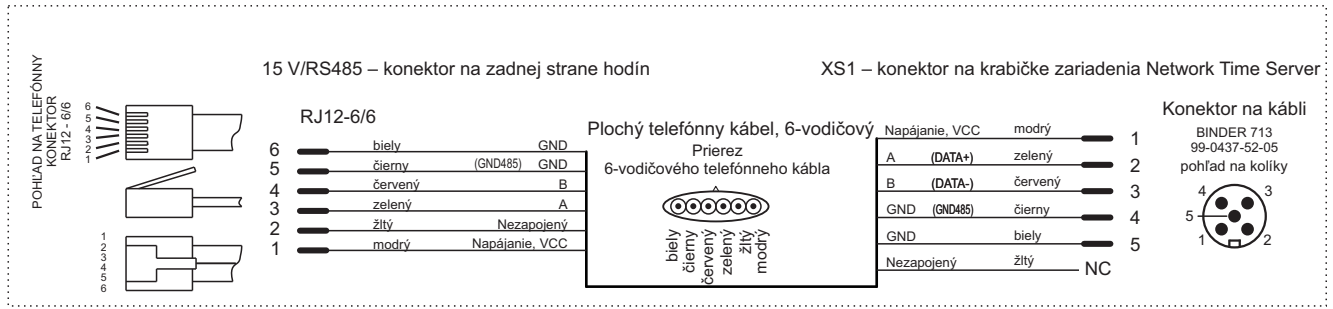 POHĽAD NA TELEFÓNNY
KONEKTOR
RJ12 - 6/6
6
5
4
3
2
1
1
2
3
4
5
6
15 V/RS485 – konektor na zadnej strane hodín
RJ12-6/6
6 biely GND
5 čierny (GND485) GND
4 červený B
3 zelený A
2 žltý Nezapojený
1 modrý Napájanie, VCC
Plochý telefónny kábel, 6-vodičový
Prierez
6-vodičového telefónneho kábla
biely
čierny
červený
zelený
žltý
modrý
XS1 – konektor na krabičke zariadenia Network Time Server
Napájanie, VCC modrý 1
A (DATA+) zelený 2
B (DATA-) červený 3
GND (GND485) čierny 4
GND biely 5
Nezapojený žltý NC
Konektor na kábli
BINDER 713
99-0437-52-05
pohľad na kolíky
4 3
5
1 2